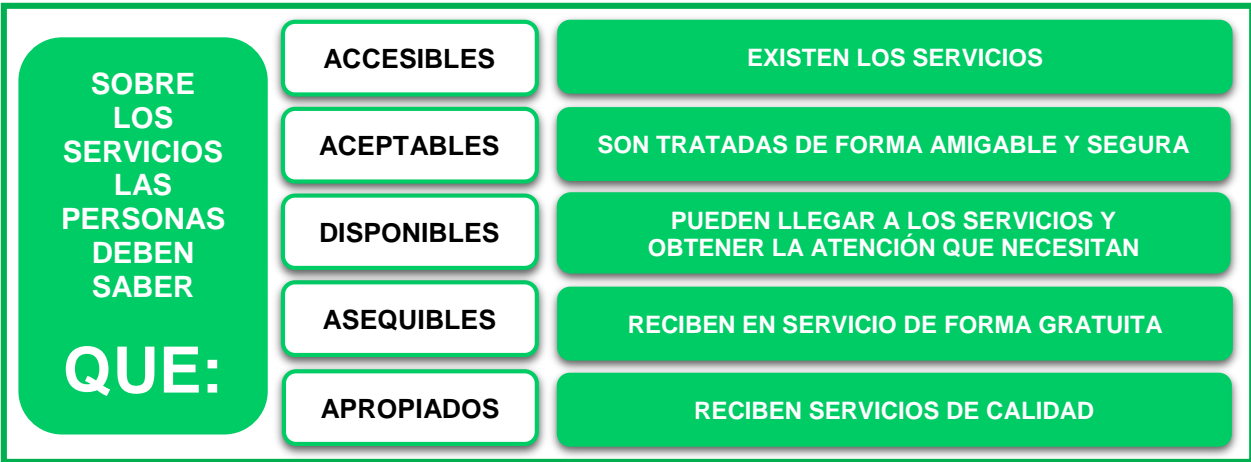 SOBRE
LOS
SERVICIOS
LAS
PERSONAS
DEBEN
SABER
QUE:
ACCESIBLES
EXISTEN LOS SERVICIOS
ACEPTABLES
SON TRATADAS DE FORMA AMIGABLE Y SEGURA
DISPONIBLES
PUEDEN LLEGAR A LOS SERVICIOS Y
OBTENER LA ATENCIÓN QUE NECESITAN
ASEQUIBLES
RECIBEN EN SERVICIO DE FORMA GRATUITA
APROPIADOS
RECIBEN SERVICIOS DE CALIDAD